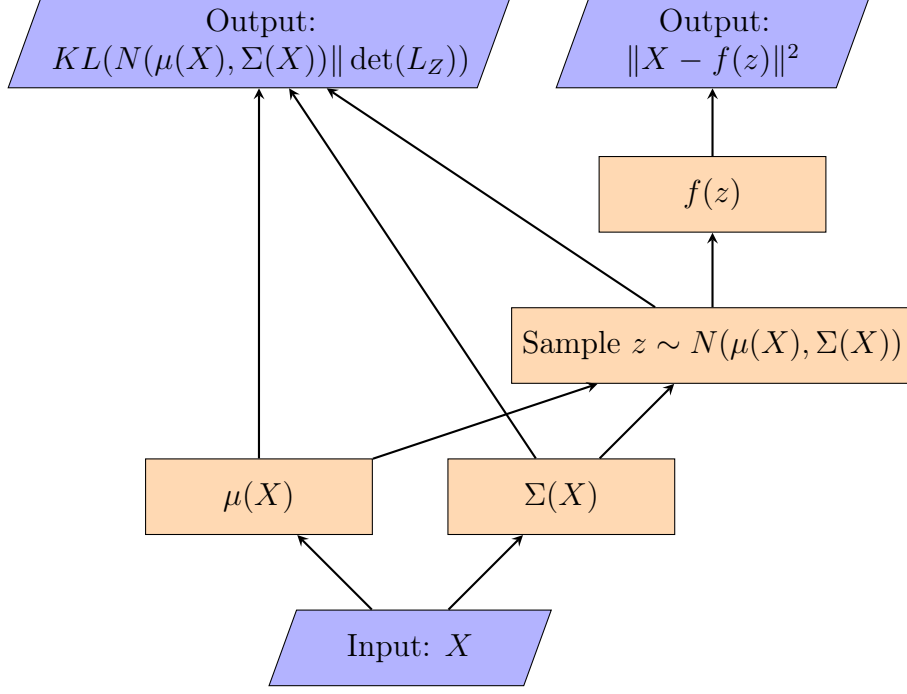 Output:
KL(N(μ(X), Σ(X))‖ det(L_Z))
Output:
‖X − f(z)‖²
f(z)
Sample z ∼ N(μ(X), Σ(X))
μ(X)
Σ(X)
Input: X